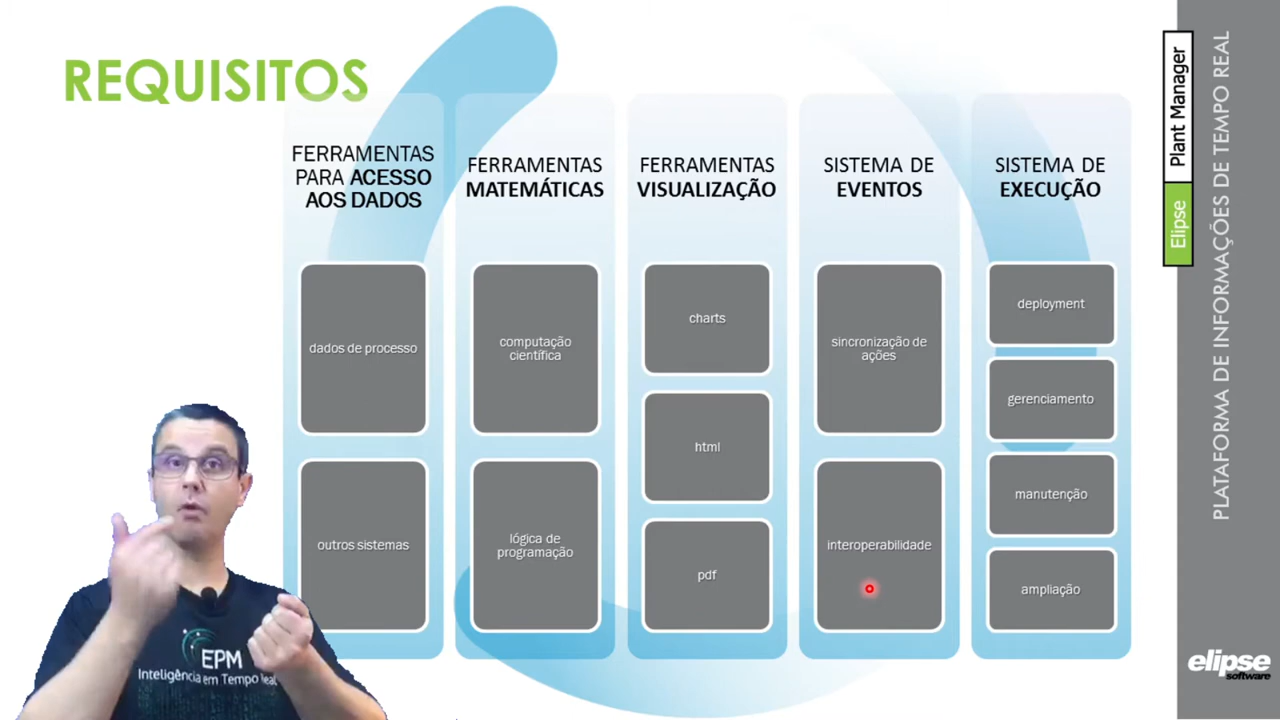 REQUISITOS
FERRAMENTAS
PARA ACESSO
AOS DADOS
dados de processo
outros sistemas
FERRAMENTAS
MATEMÁTICAS
computação
científica
lógica de
programação
FERRAMENTAS
VISUALIZAÇÃO
charts
html
pdf
SISTEMA DE
EVENTOS
sincronização de
ações
interoperabilidade
SISTEMA DE
EXECUÇÃO
deployment
gerenciamento
manutenção
ampliação
Elipse Plant Manager
PLATAFORMA DE INFORMAÇÕES DE TEMPO REAL
elipse
software
EPM
Inteligência em Tempo Real